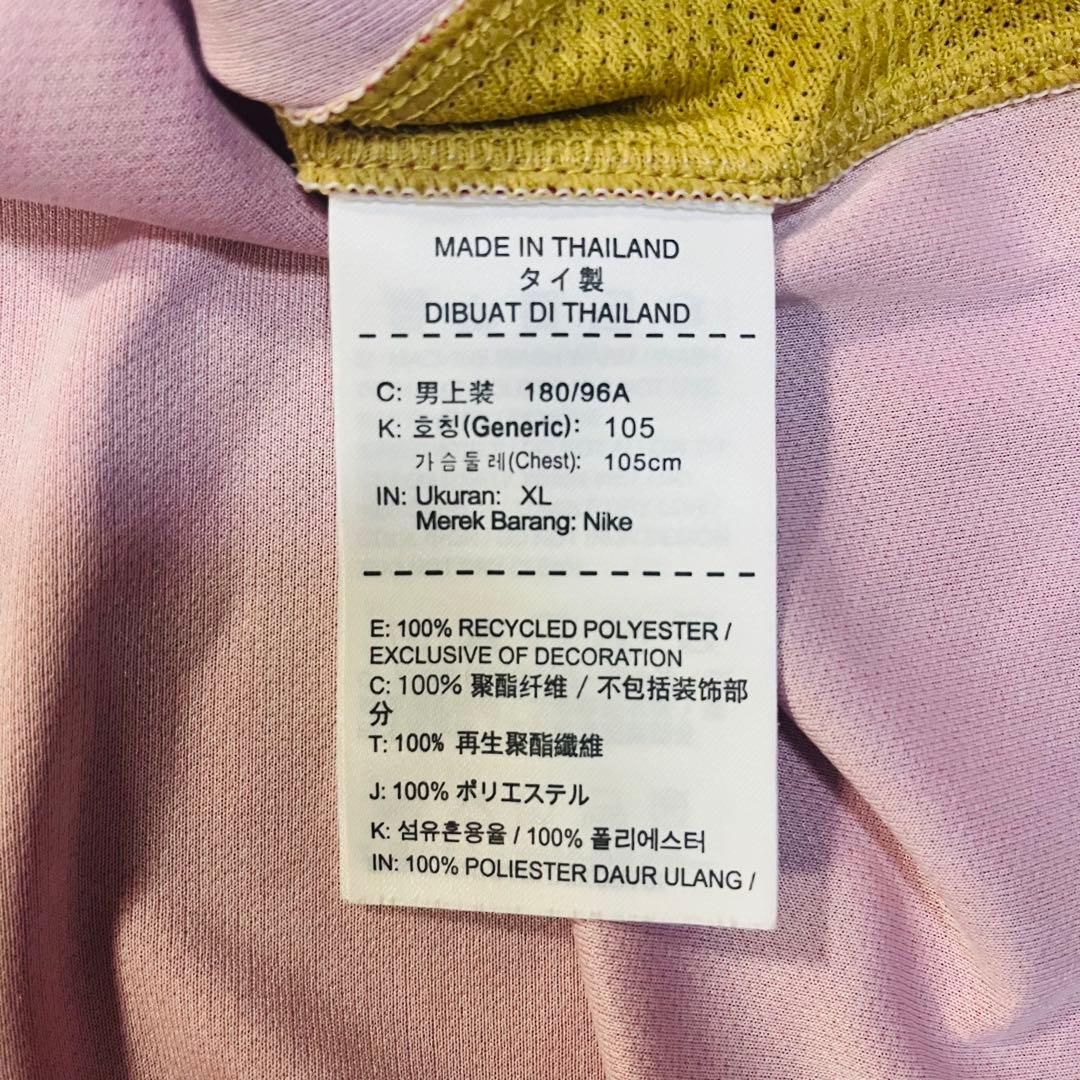 MADE IN THAILAND
タイ製
DIBUAT DI THAILAND
C: 男上装 180/96A
K: 호칭(Generic): 105
가슴둘레(Chest): 105cm
IN: Ukuran: XL
Merek Barang: Nike
E: 100% RECYCLED POLYESTER /
EXCLUSIVE OF DECORATION
C: 100% 聚酯纤维 / 不包括装饰部
分
T: 100% 再生聚酯纖維
J: 100% ポリエステル
K: 섬유혼용율 / 100% 폴리에스터
IN: 100% POLIESTER DAUR ULANG /